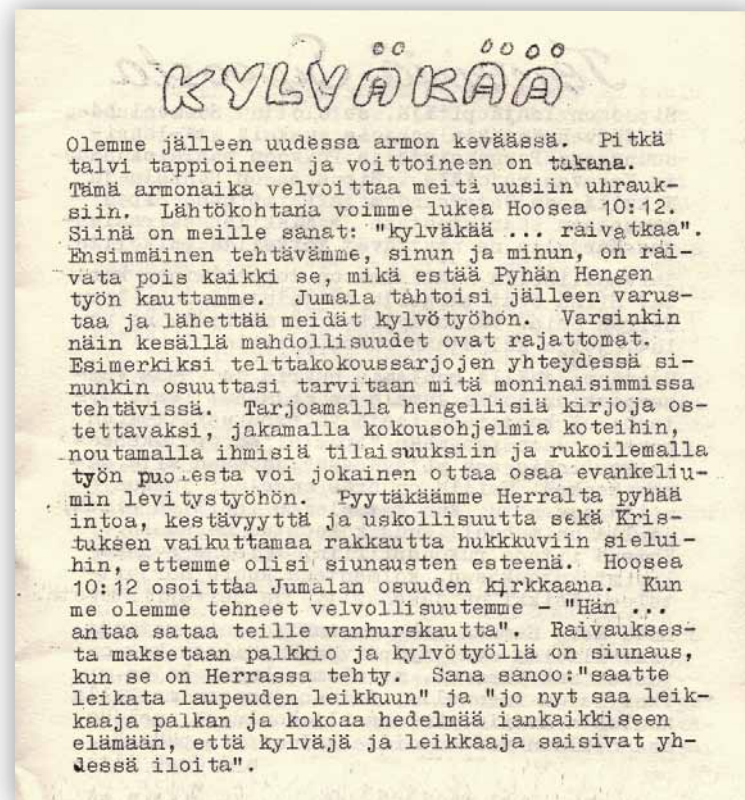 KYLVÄKÄÄ
Olemme jälleen uudessa armon keväässä. Pitkä
talvi tappioineen ja voittoineen on takana.
Tämä armonaika velvoittaa meitä uusiin uhrauk-
siin. Lähtökohtana voimme lukea Hoosea 10:12.
Siinä on meille sanat: "kylväkää ... raivatkaa".
Ensimmäinen tehtävämme, sinun ja minun, on rai-
vata pois kaikki se, mikä estää Pyhän Hengen
työn kauttamme. Jumala tahtoisi jälleen varus-
taa ja lähettää meidät kylvötyöhön. Varsinkin
näin kesällä mahdollisuudet ovat rajattomat.
Esimerkiksi telttakokoussarjojen yhteydessä si-
nunkin osuuttasi tarvitaan mitä moninaisimmissa
tehtävissä. Tarjoamalla hengellisiä kirjoja os-
tettavaksi, jakamalla kokousohjelmia koteihin,
noutamalla ihmisiä tilaisuuksiin ja rukoilemalla
työn puolesta voi jokainen ottaa osaa evankeliu-
min levitystyöhön. Pyytäkäämme Herralta pyhää
intoa, kestävyyttä ja uskollisuutta sekä Kris-
tuksen vaikuttamaa rakkautta hukkkuviin sielui-
hin, ettemme olisi siunausten esteenä. Hoosea
10:12 osoittaa Jumalan osuuden kirkkaana. Kun
me olemme tehneet velvollisuutemme - "Hän ...
antaa sataa teille vanhurskautta". Raivaukses-
ta maksetaan palkkio ja kylvötyöllä on siunaus,
kun se on Herrassa tehty. Sana sanoo:"saatte
leikata laupeuden leikkuun" ja "jo nyt saa leik-
kaaja palkan ja kokoaa hedelmää iankaikkiseen
elämään, että kylväjä ja leikkaaja saisivat yh-
dessä iloita".